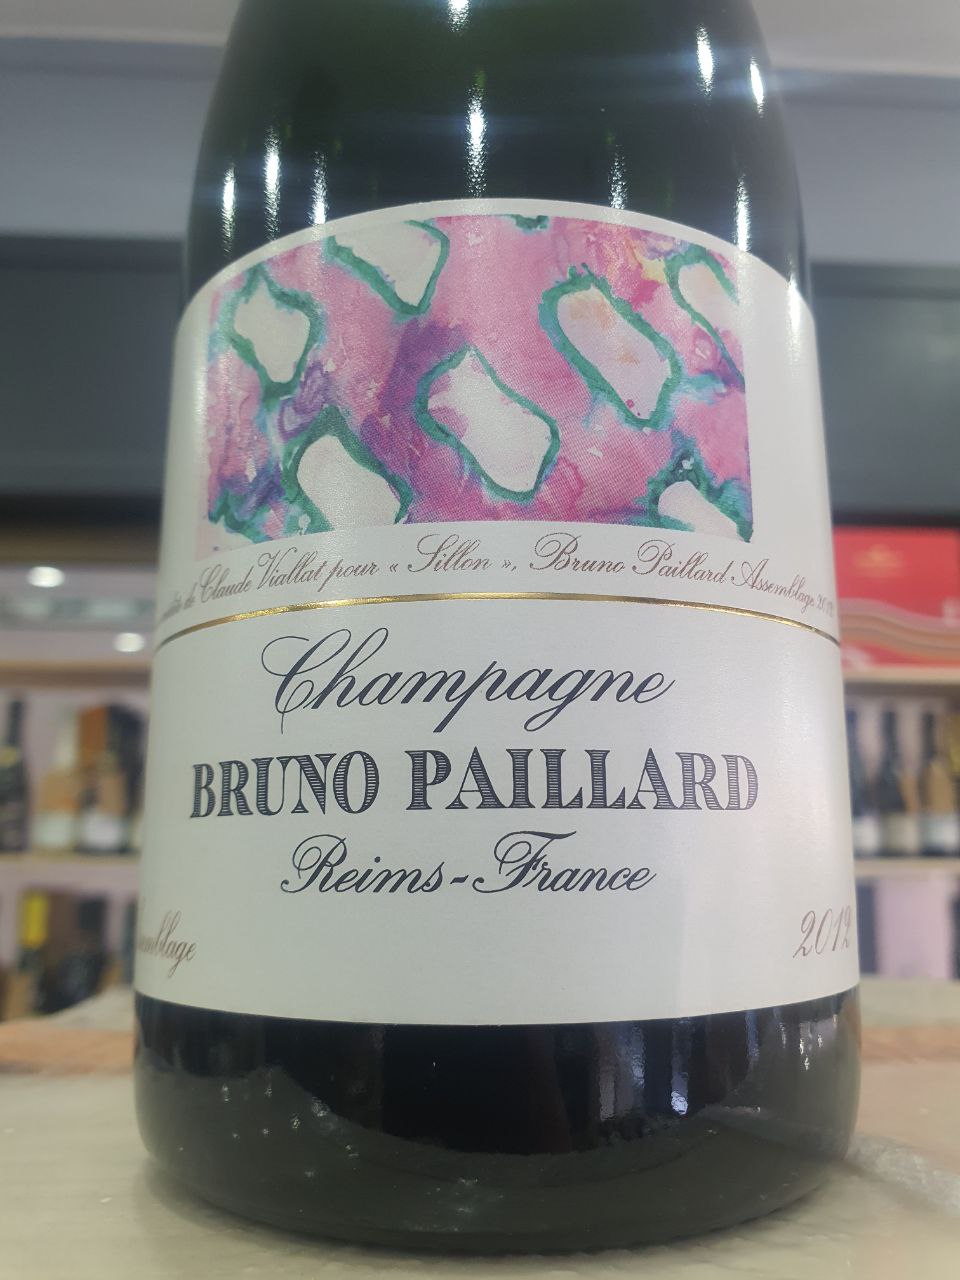 de Claude Viallat pour « Sillon ». Bruno Paillard Assemblage 2012
Champagne
BRUNO PAILLARD
Reims-France
2012